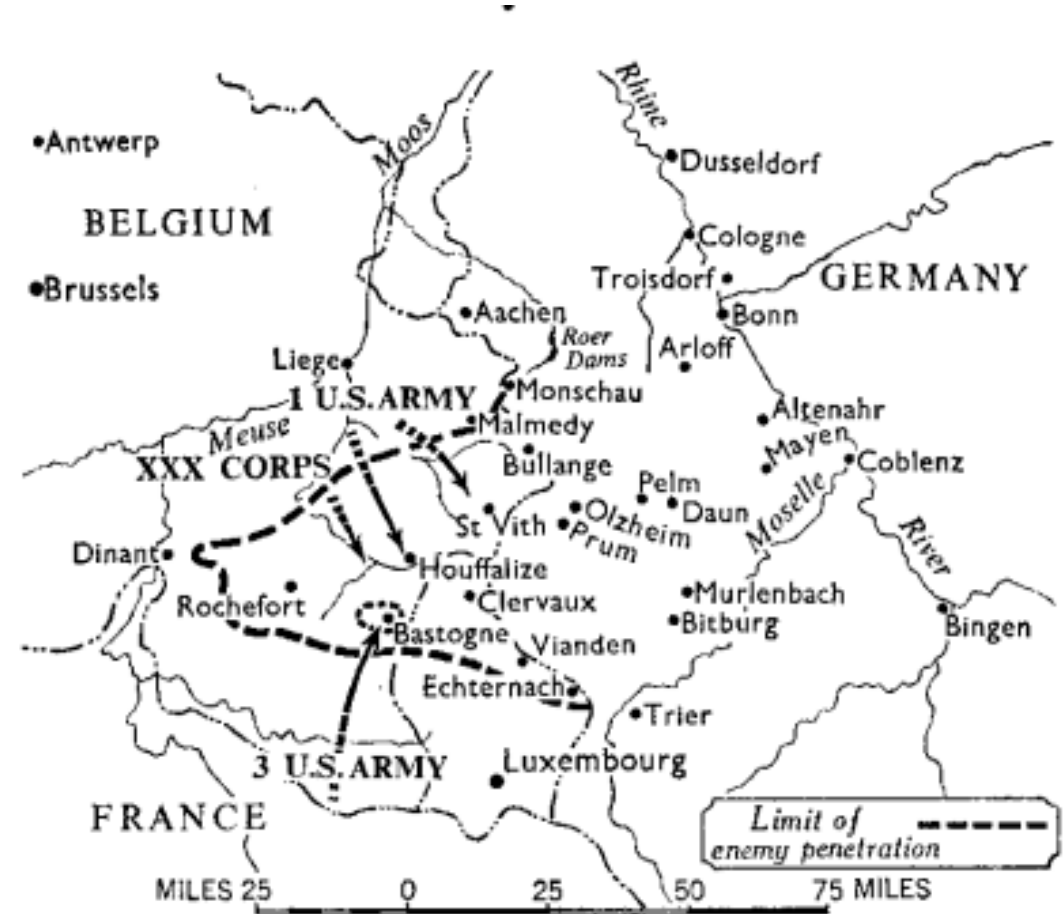 Rhine
Moos
Antwerp
Dusseldorf
BELGIUM
Cologne
Troisdorf
GERMANY
Brussels
Aachen
Bonn
Roer
Dams
Arloff
Liege
Monschau
1 U.S. ARMY
Malmedy
Altenahr
Meuse
XXX CORPS
Bullange
Mayen
Coblenz
Pelm
Daun
Moselle
St Vith
Olzheim
Prum
River
Dinant
Houffalize
Rochefort
Clervaux
Murlenbach
Bitburg
Bingen
Bastogne
Vianden
Echternach
Trier
3 U.S. ARMY
Luxembourg
FRANCE
Limit of
enemy penetration
MILES 25 0 25 50 75 MILES